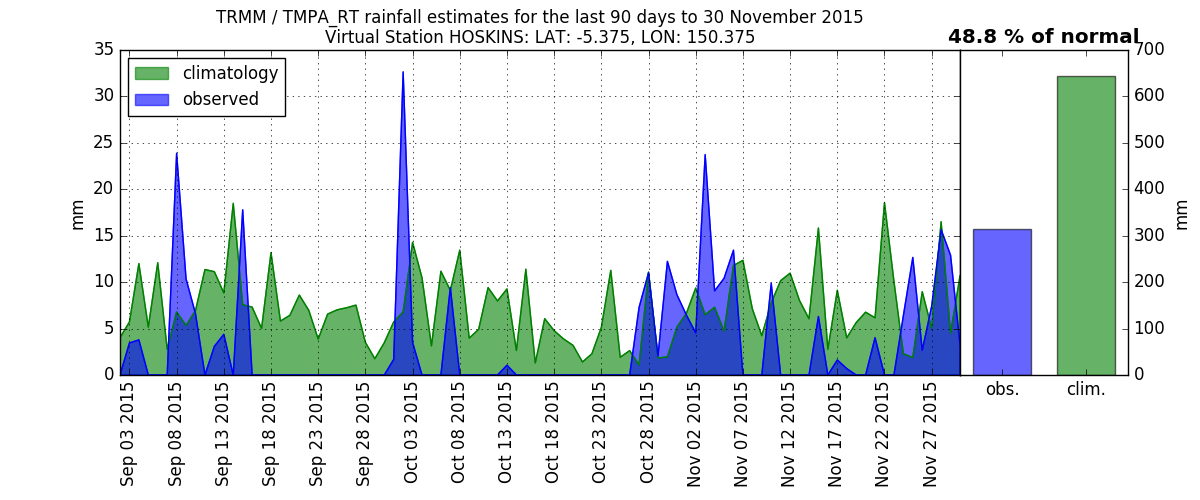 TRMM / TMPA_RT rainfall estimates for the last 90 days to 30 November 2015
Virtual Station HOSKINS: LAT: -5.375, LON: 150.375
48.8 % of normal
35
30
25
20
15
10
5
0
mm
climatology
observed
700
600
500
400
300
200
100
0
mm
Sep 03 2015
Sep 08 2015
Sep 13 2015
Sep 18 2015
Sep 23 2015
Sep 28 2015
Oct 03 2015
Oct 08 2015
Oct 13 2015
Oct 18 2015
Oct 23 2015
Oct 28 2015
Nov 02 2015
Nov 07 2015
Nov 12 2015
Nov 17 2015
Nov 22 2015
Nov 27 2015
obs.
clim.